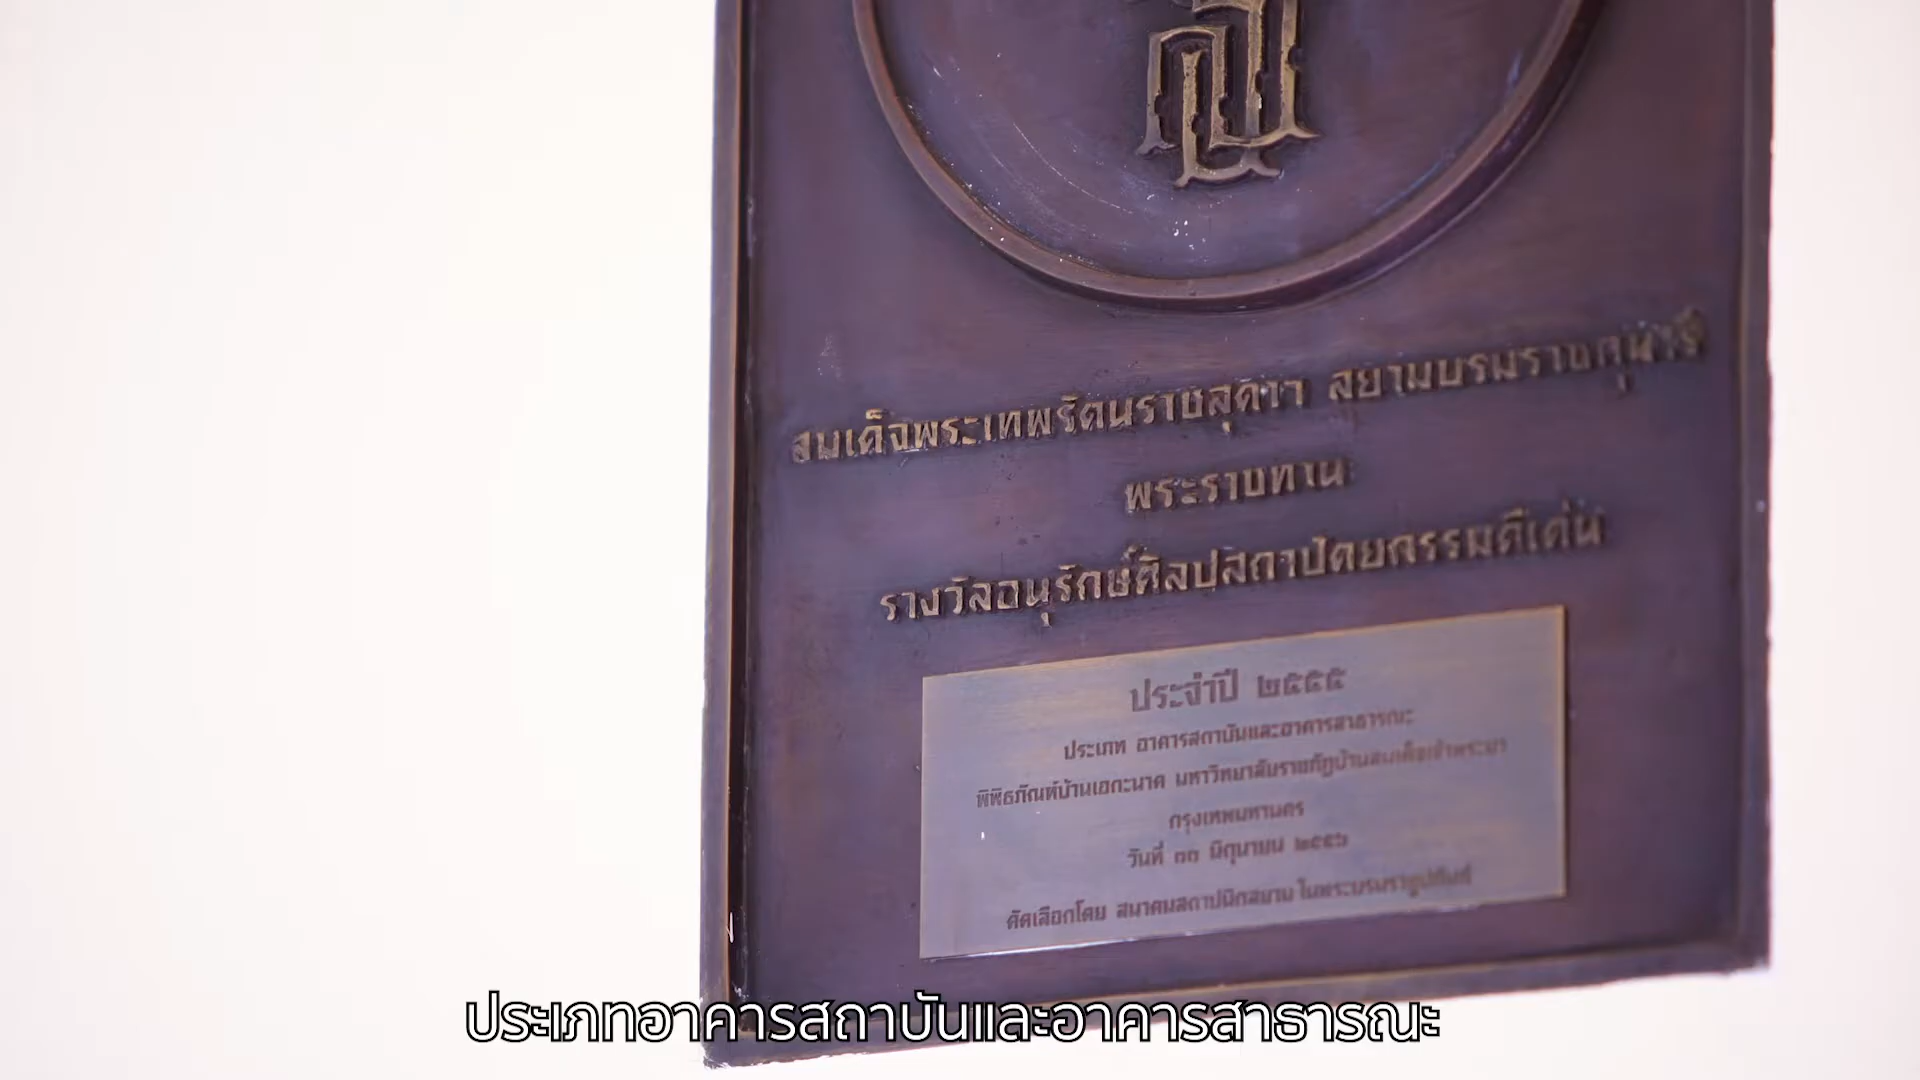 สมเด็จพระเทพรัตนราชสุดาฯ สยามบรมราชกุมารี
พระราชทาน
รางวัลอนุรักษ์ศิลปสถาปัตยกรรมดีเด่น
ประจำปี ๒๕๕๕
ประเภท อาคารสถาบันและอาคารสาธารณะ
พิพิธภัณฑ์บ้านเอกะนาค มหาวิทยาลัยราชภัฏบ้านสมเด็จเจ้าพระยา
กรุงเทพมหานคร
วันที่ มิถุนายน
คัดเลือกโดย สมาคมสถาปนิกสยาม ในพระบรมราชูปถัมภ์
ประเภทอาคารสถาบันและอาคารสาธารณะ